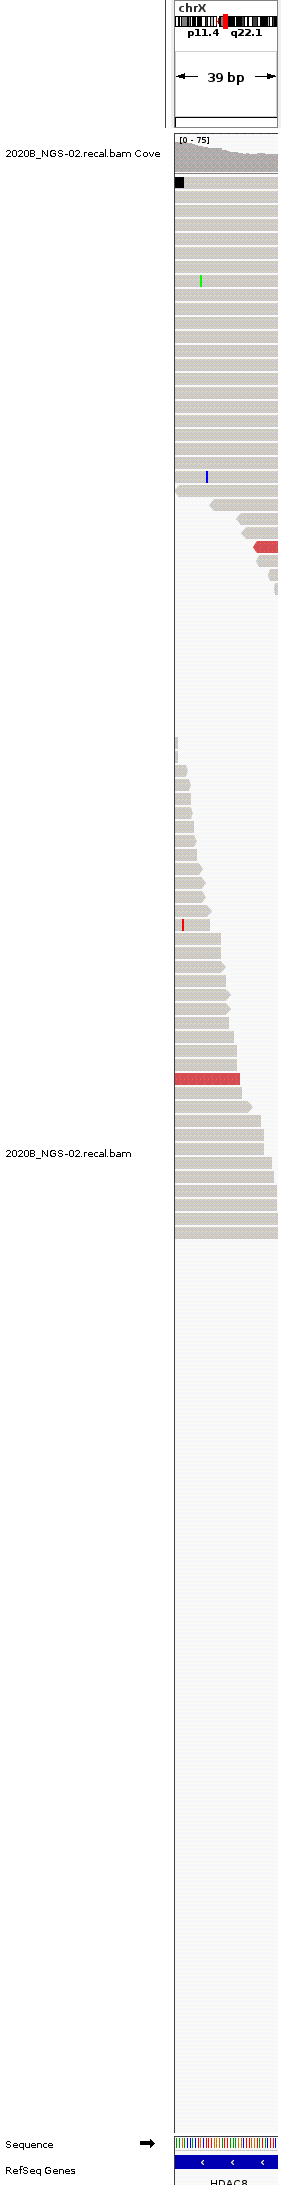 chrX
p11.4 q22.1
39 bp
[0 - 75]
2020B_NGS-02.recal.bam Cove
2020B_NGS-02.recal.bam
Sequence
RefSeq Genes
HDAC8